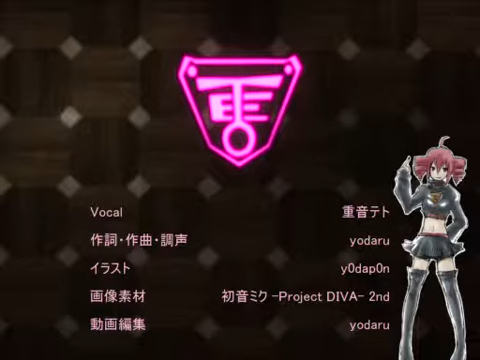 Vocal 重音テト
作詞・作曲・調声 yodaru
イラスト y0dap0n
画像素材 初音ミク -Project DIVA- 2nd
動画編集 yodaru